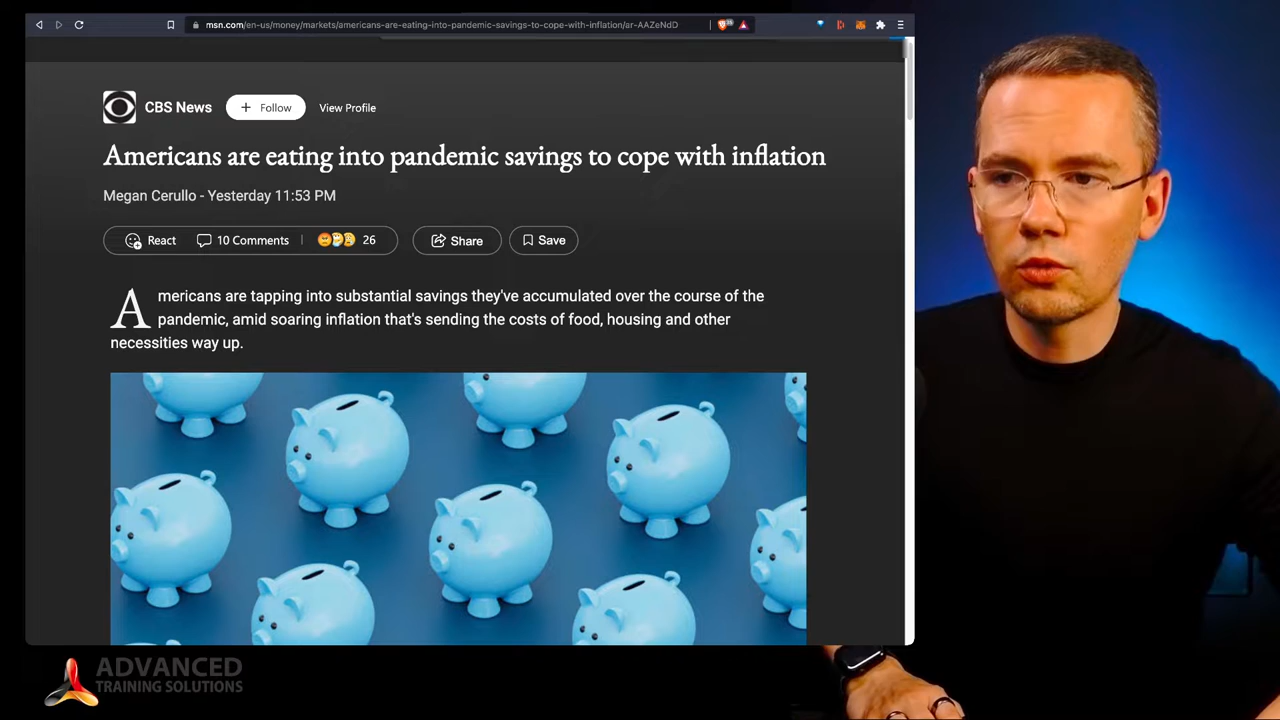 msn.com/en-us/money/markets/americans-are-eating-into-pandemic-savings-to-cope-with-inflation/ar-AAZeNdD
CBS News
+ Follow
View Profile
Americans are eating into pandemic savings to cope with inflation
Megan Cerullo - Yesterday 11:53 PM
React
10 Comments
26
Share
Save
Americans are tapping into substantial savings they've accumulated over the course of the
pandemic, amid soaring inflation that's sending the costs of food, housing and other
necessities way up.
ADVANCED
TRAINING SOLUTIONS